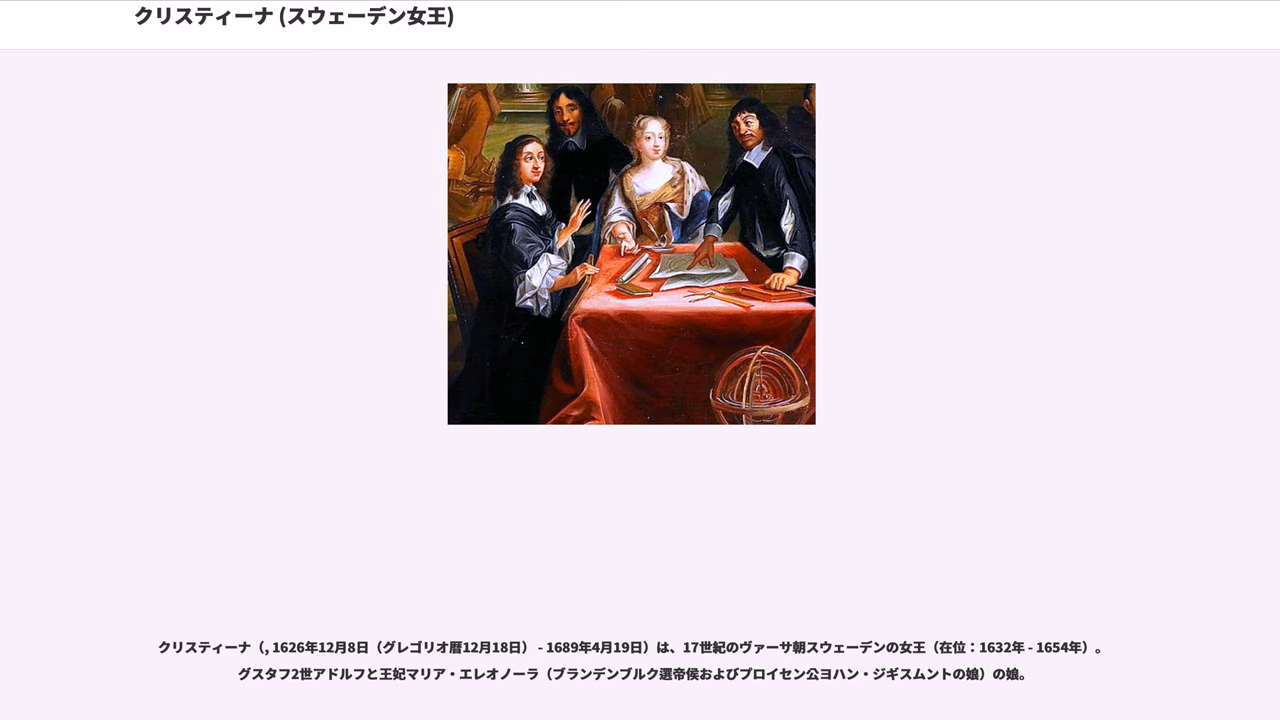 クリスティーナ (スウェーデン女王)
クリスティーナ（, 1626年12月8日（グレゴリオ暦12月18日） - 1689年4月19日）は、17世紀のヴァーサ朝スウェーデンの女王（在位：1632年 - 1654年）。
グスタフ2世アドルフと王妃マリア・エレオノーラ（ブランデンブルク選帝侯およびプロイセン公ヨハン・ジギスムントの娘）の娘。